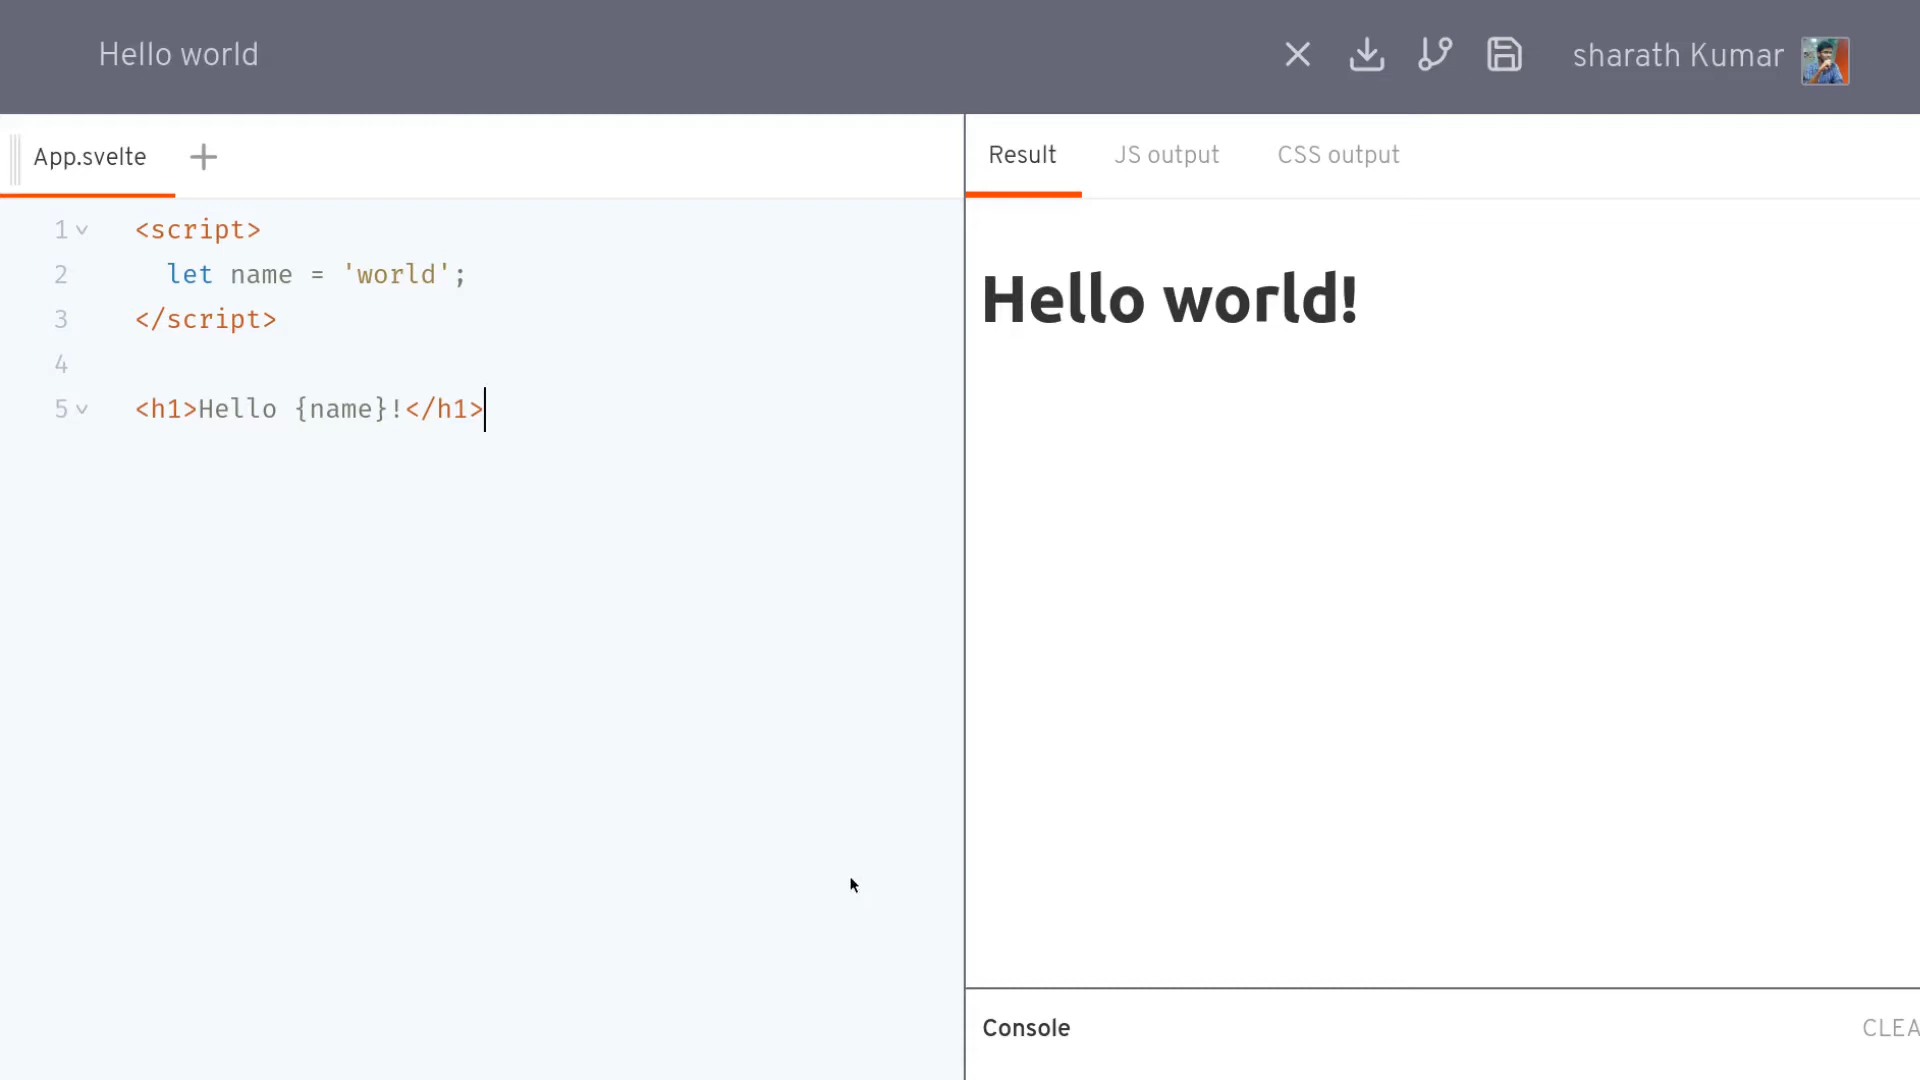 Hello world
sharath Kumar
App.svelte
Result JS output CSS output
1 <script>
2 let name = 'world';
3 </script>
4
5 <h1>Hello {name}!</h1>
Hello world!
Console
CLEA